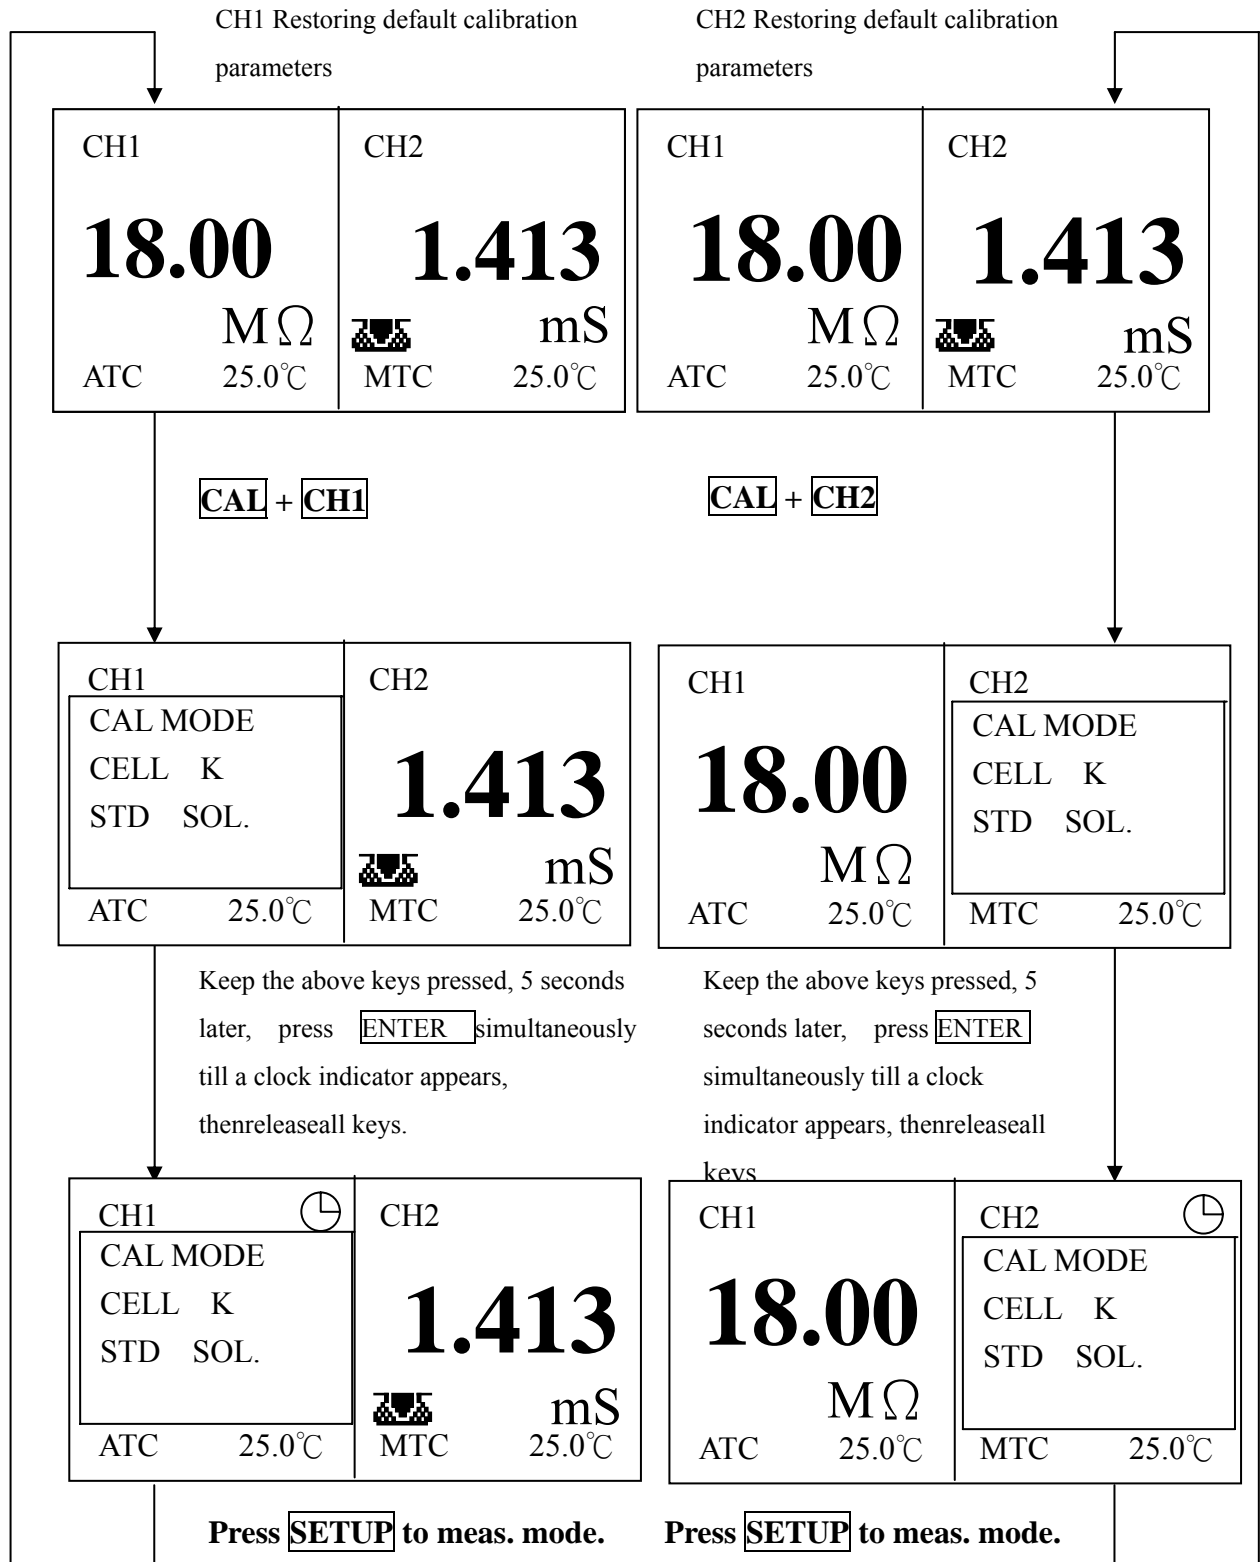 CH1 Restoring default calibration
parameters
CH2 Restoring default calibration
parameters
CH1
18.00
MΩ
ATC 25.0℃
CH2
1.413
mS
MTC 25.0℃
CH1
18.00
MΩ
ATC 25.0℃
CH2
1.413
mS
MTC 25.0℃
CAL + CH1
CAL + CH2
CH1
CAL MODE
CELL K
STD SOL.
ATC 25.0℃
CH2
1.413
mS
MTC 25.0℃
CH1
18.00
MΩ
ATC 25.0℃
CH2
CAL MODE
CELL K
STD SOL.
MTC 25.0℃
Keep the above keys pressed, 5 seconds
later, press ENTER simultaneously
till a clock indicator appears,
thenreleaseall keys.
Keep the above keys pressed, 5
seconds later, press ENTER
simultaneously till a clock
indicator appears, thenreleaseall
keys
CH1
CAL MODE
CELL K
STD SOL.
ATC 25.0℃
CH2
1.413
mS
MTC 25.0℃
CH1
18.00
MΩ
ATC 25.0℃
CH2
CAL MODE
CELL K
STD SOL.
MTC 25.0℃
Press SETUP to meas. mode.
Press SETUP to meas. mode.